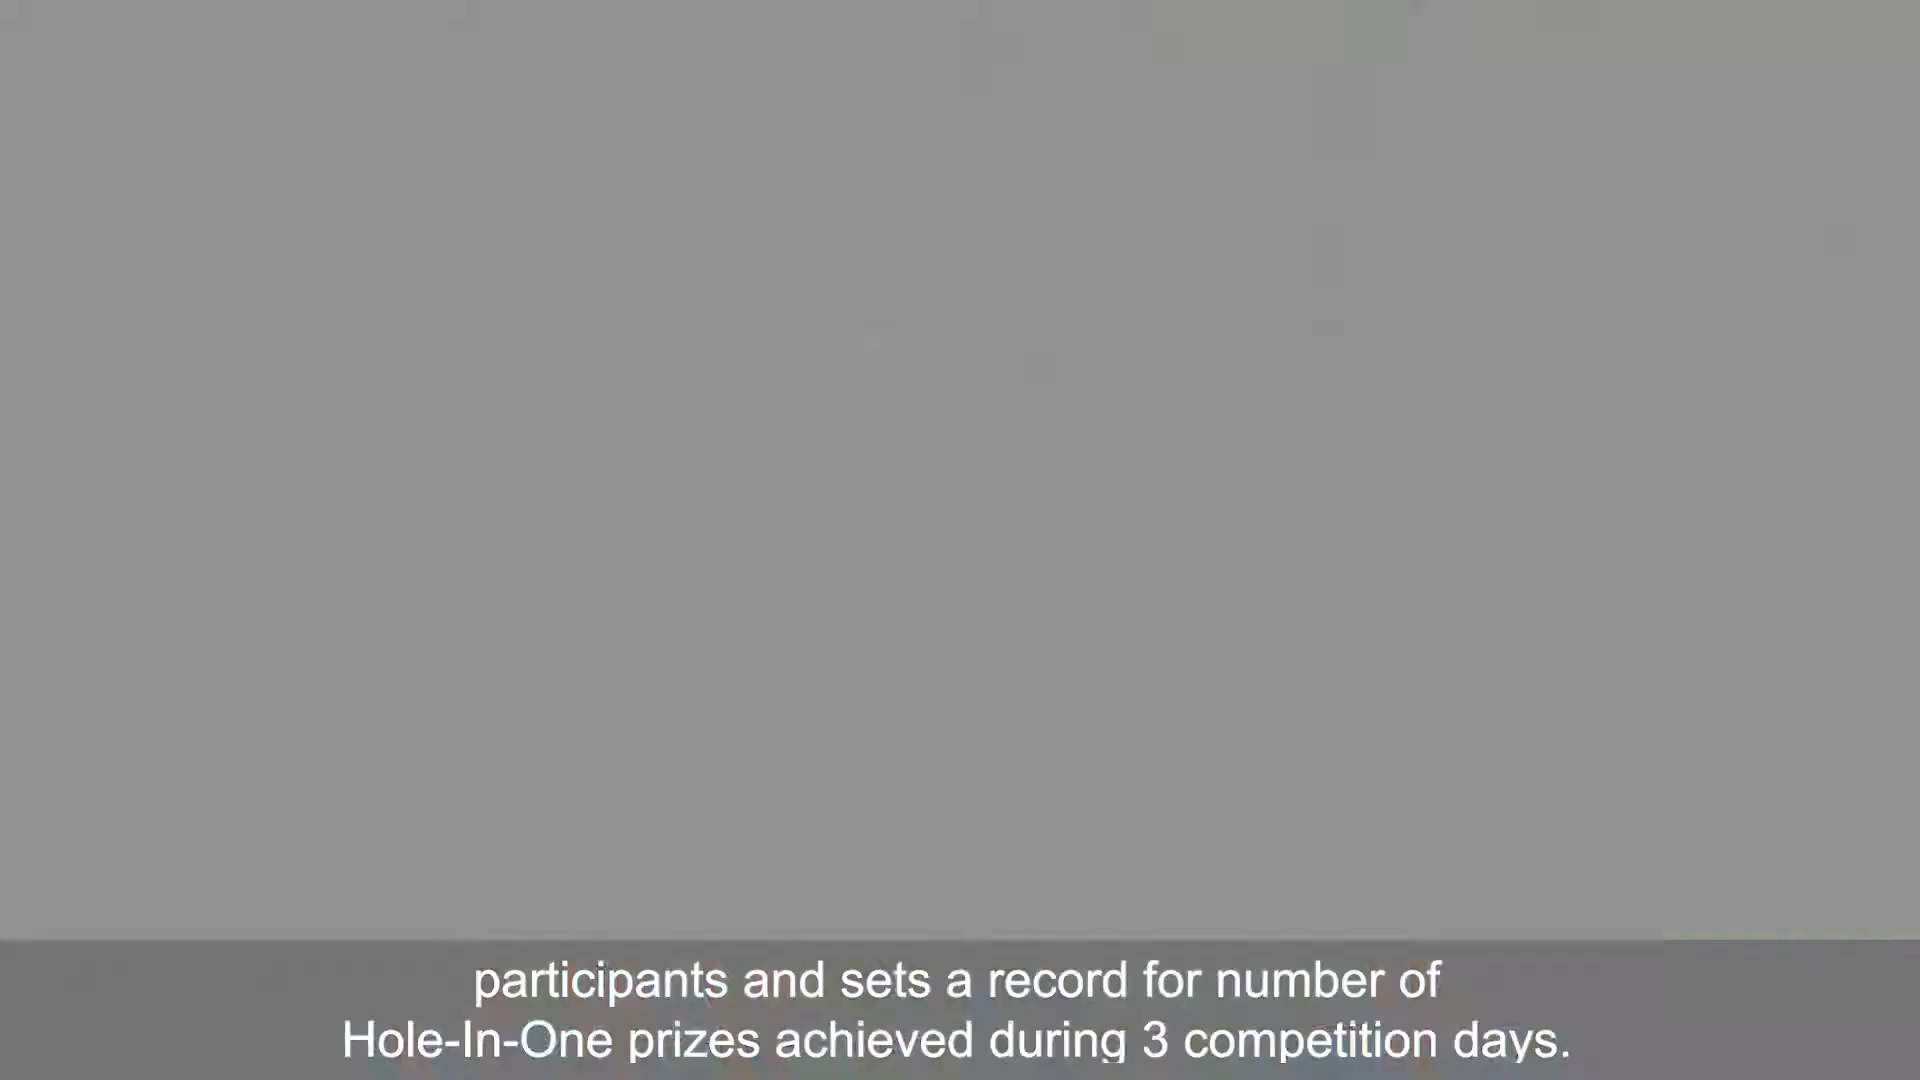 participants and sets a record for number of
Hole-In-One prizes achieved during 3 competition days.